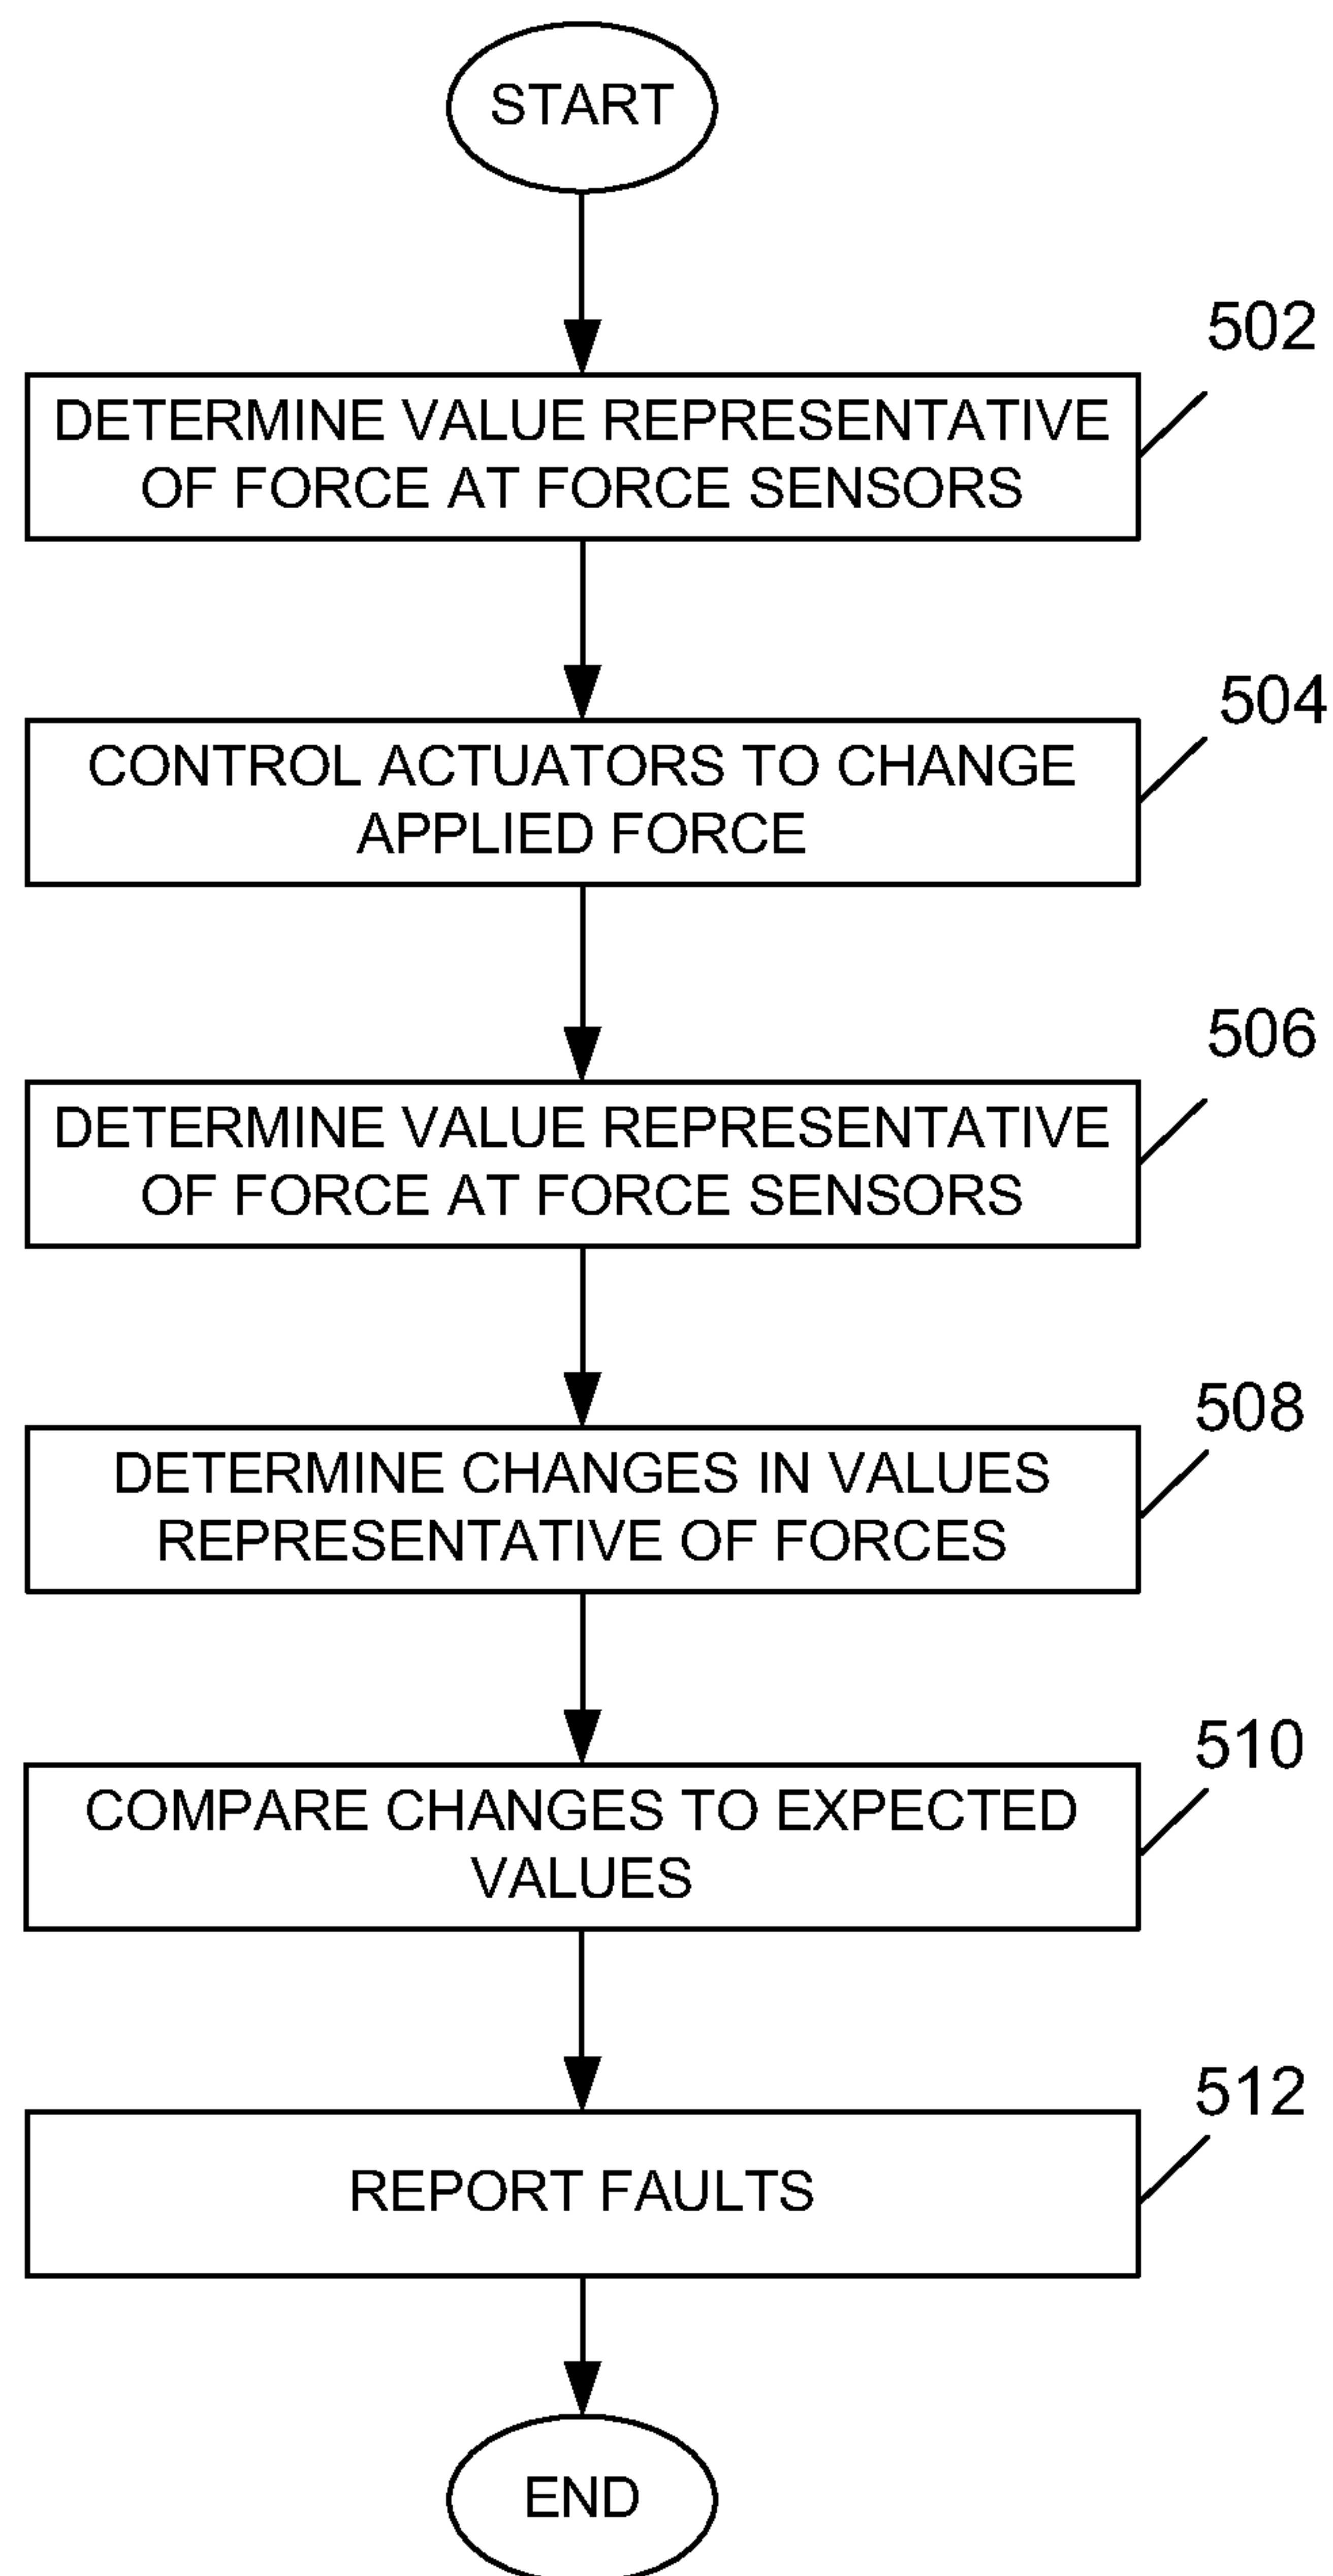 START
502
DETERMINE VALUE REPRESENTATIVE
OF FORCE AT FORCE SENSORS
504
CONTROL ACTUATORS TO CHANGE
APPLIED FORCE
506
DETERMINE VALUE REPRESENTATIVE
OF FORCE AT FORCE SENSORS
508
DETERMINE CHANGES IN VALUES
REPRESENTATIVE OF FORCES
510
COMPARE CHANGES TO EXPECTED
VALUES
512
REPORT FAULTS
END